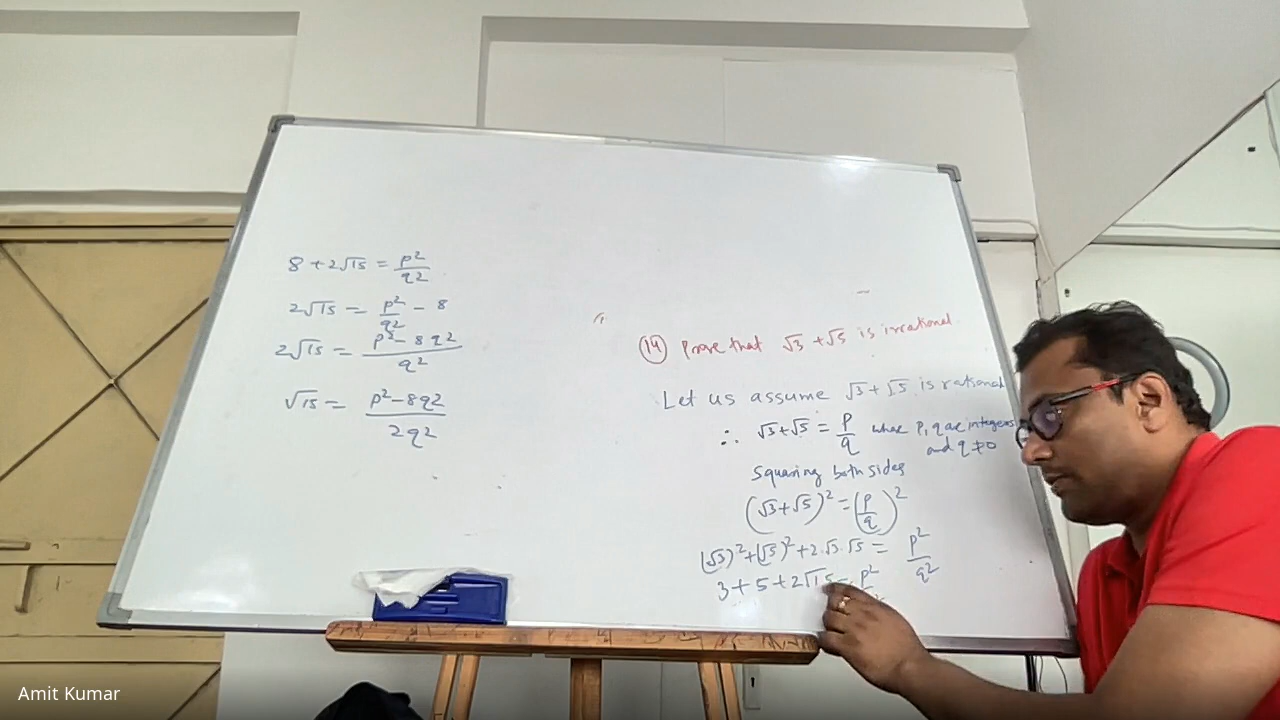 8 + 2√15 = p²/q²
2√15 = p²/q² - 8
2√15 = p² - 8q²/q²
√15 = p² - 8q2/2q2
(14) Prove that √3 + √5 is irrational
Let us assume √3 + √5 is rational
∴ √3 + √5 = p/q where p, q are integers
and q ≠ 0
Squaring both sides
(√3 + √5)² = (p/q)²
(√3)² + (√5)² + 2.√3.√5 = p²/q²
3 + 5 + 2√15 = p²
Amit Kumar